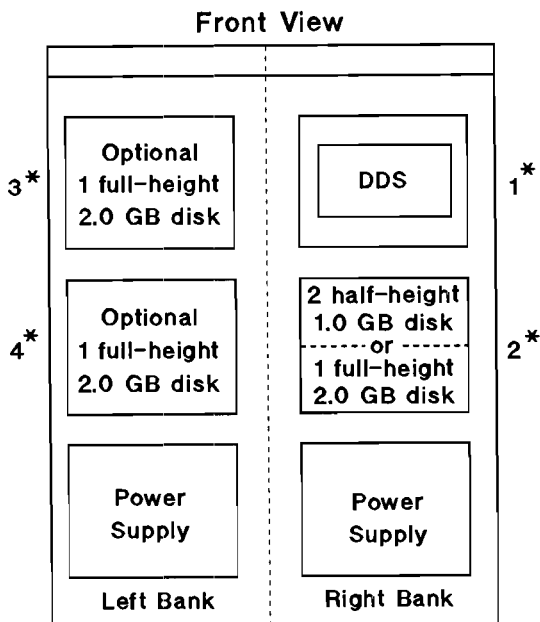 Front View
3*
Optional
1 full-height
2.0 GB disk
DDS
1*
4*
Optional
1 full-height
2.0 GB disk
2 half-height
1.0 GB disk
or
1 full-height
2.0 GB disk
2*
Power
Supply
Power
Supply
Left Bank
Right Bank